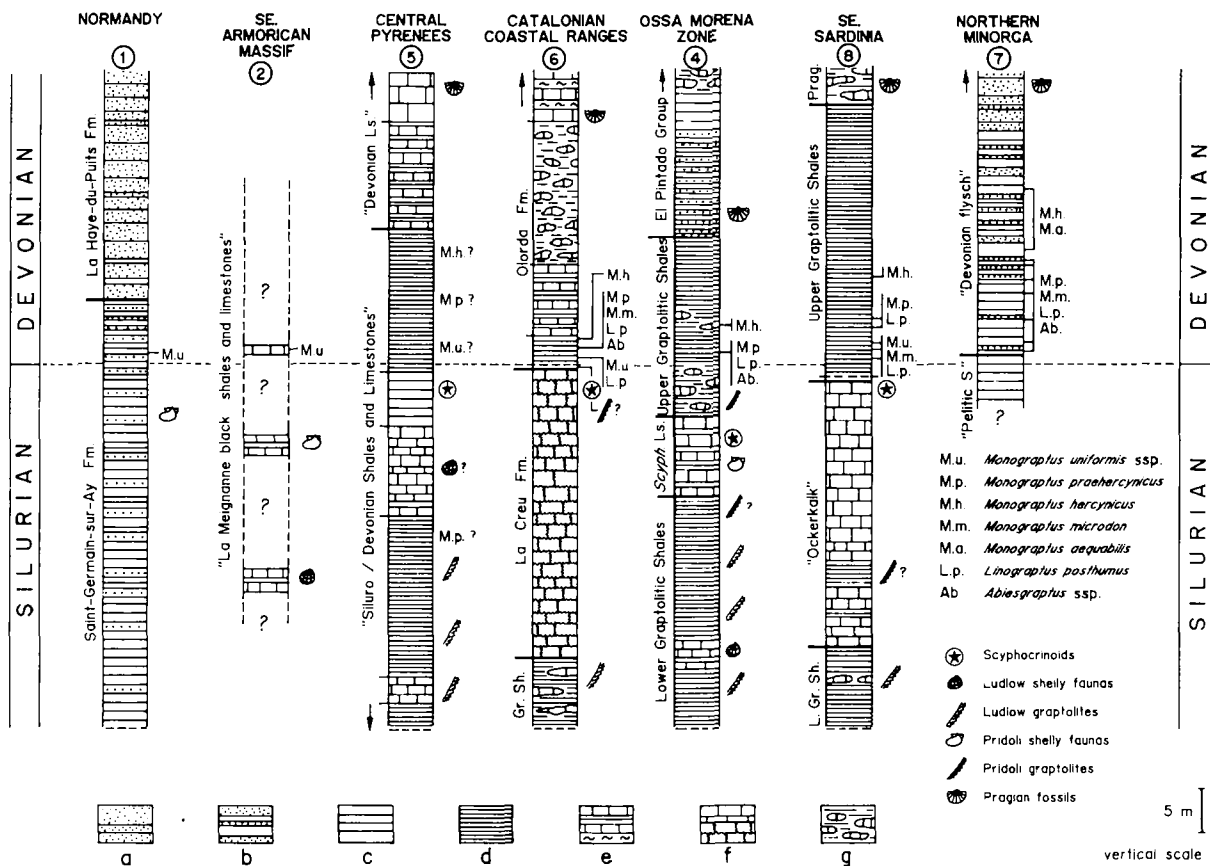 NORMANDY
1
SE.
ARMORICAN
MASSIF
2
CENTRAL
PYRENEES
5
CATALONIAN
COASTAL RANGES
6
OSSA MORENA
ZONE
4
SE.
SARDINIA
8
NORTHERN
MINORCA
7
DEVONIAN
SILURIAN
La Haye-du-Puits Fm.
Saint-Germain-sur-Ay Fm.
M.u
"La Meignanne black shales and limestones"
?
M.u
?
?
?
"Devonian Ls"
"Siluro / Devonian Shales and Limestones"
M.h.?
M.p ?
M.u.?
?
M.p.?
Olorda Fm.
La Creu Fm.
Gr. Sh.
M.h
M.p
M.m.
L.p
Ab
M.u
L.p
L ?
El Pintado Group
Upper Graptolitic Shales
Scyph Ls.
Lower Graptolitic Shales
M.h.
M.p
L.p.
Ab.
?
Prag.
Upper Graptolitic Shales
"Ockerkalk"
L. Gr. Sh.
M.h.
M.p.
L.p.
M.u.
M.m.
L.p.
?
"Devonian flysch"
"Pelitic S"
M.h.
M.a.
M.p.
M.m.
L.p.
Ab.
?
DEVONIAN
SILURIAN
M.u. Monograptus uniformis ssp.
M.p. Monograptus praehercynicus
M.h. Monograptus hercynicus
M.m. Monograptus microdon
M.a. Monograptus aequabilis
L.p. Linograptus posthumus
Ab Abiesgraptus ssp.
Scyphocrinoids
Ludlow shelly faunas
Ludlow graptolites
Pridoli shelly faunas
Pridoli graptolites
Pragian fossils
5 m
vertical scale
a
b
c
d
e
f
g